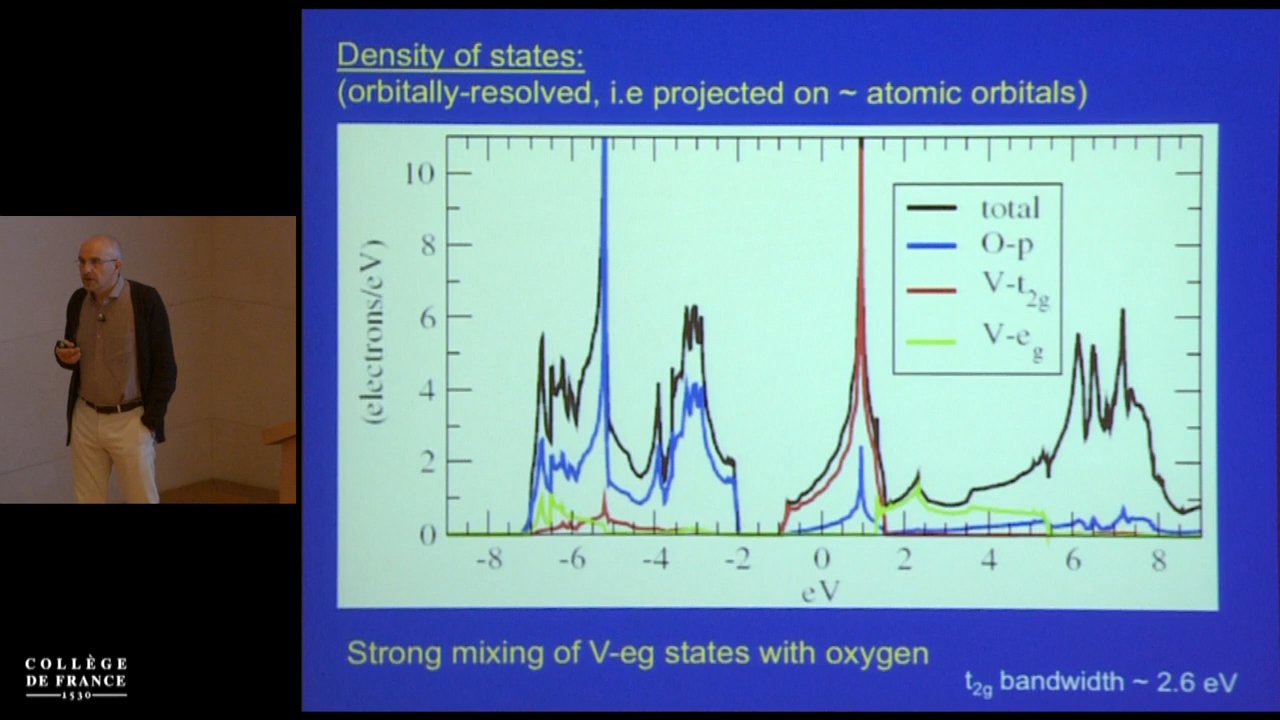 Density of states:
(orbitally-resolved, i.e projected on ~ atomic orbitals)
(electrons/eV)
10
8
6
4
2
0
total
O-p
V-t2g
V-eg
-8 -6 -4 -2 0 2 4 6 8
eV
Strong mixing of V-eg states with oxygen
t2g bandwidth ~ 2.6 eV
COLLÈGE
DE FRANCE
1530